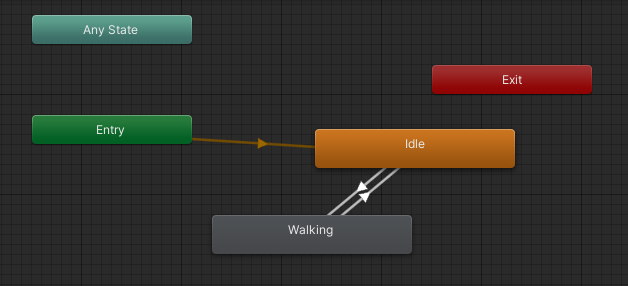 Any State
Exit
Entry
Idle
Walking